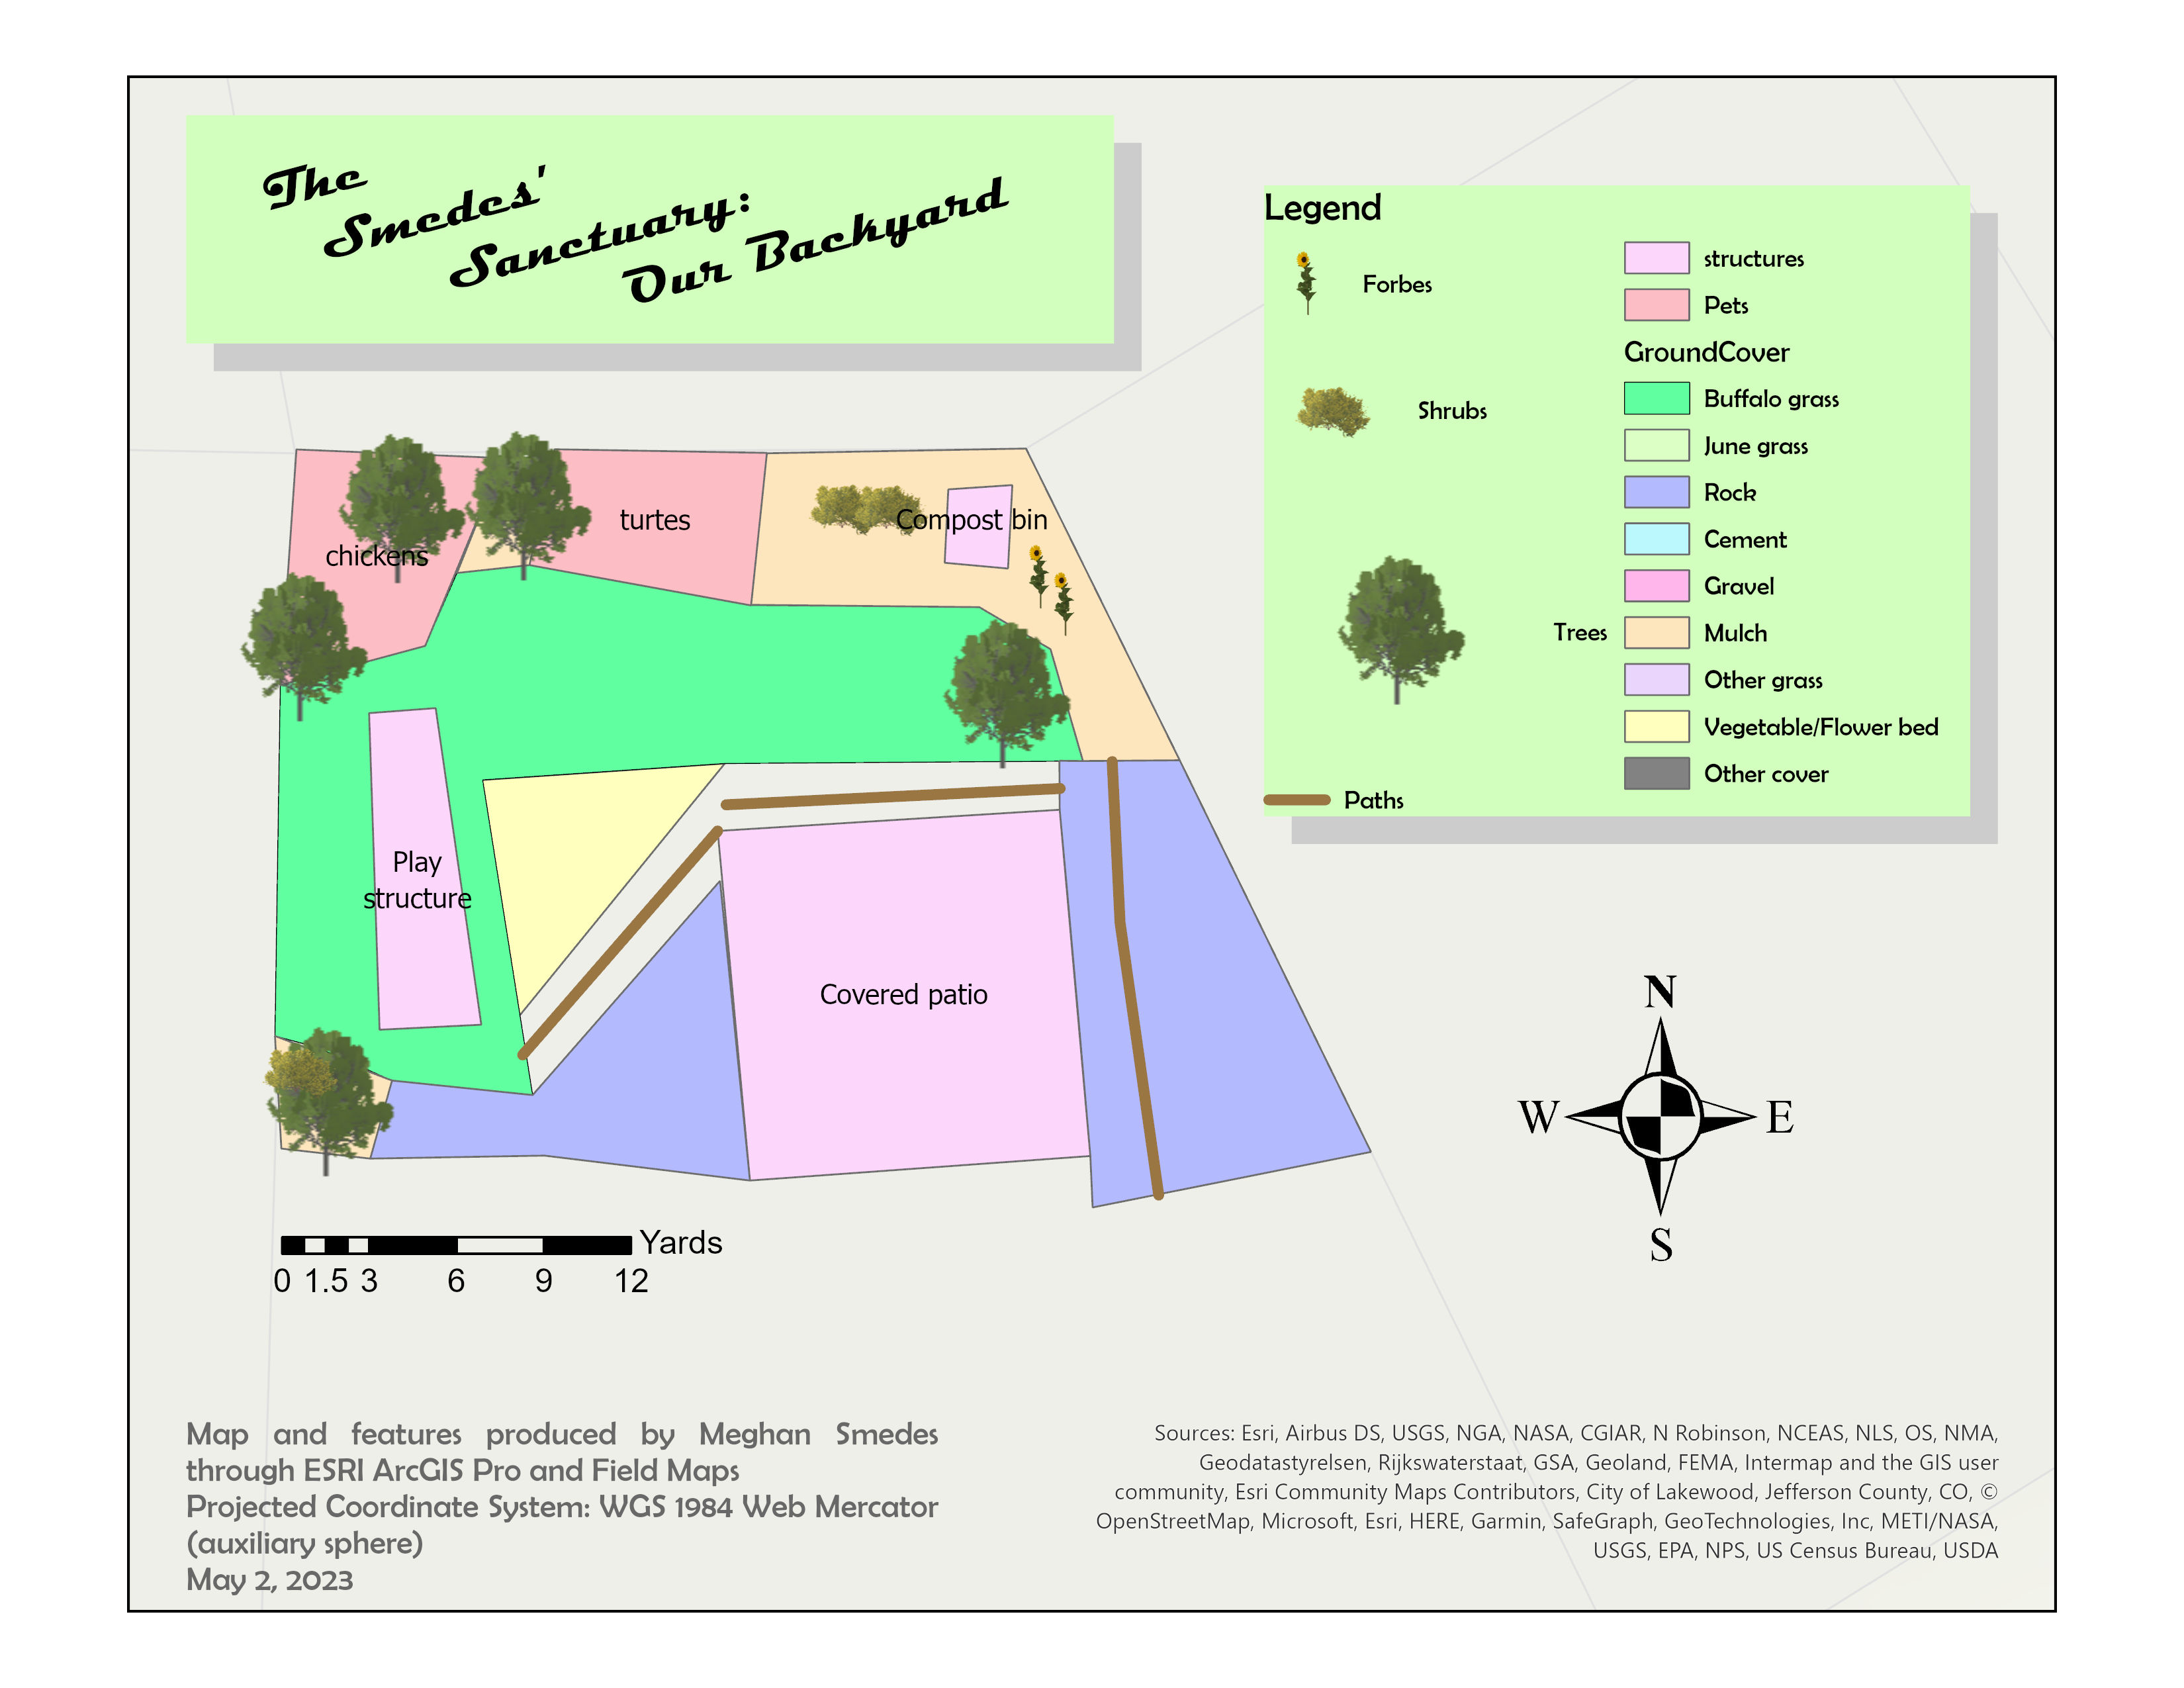 The
Smedes'
Sanctuary:
Our Backyard
Legend
Forbes
Shrubs
Trees
Paths
structures
Pets
GroundCover
Buffalo grass
June grass
Rock
Cement
Gravel
Mulch
Other grass
Vegetable/Flower bed
Other cover
chickens
turtes
Compost bin
Play
structure
Covered patio
N
W
E
S
Yards
0 1.5 3 6 9 12
Map and features produced by Meghan Smedes
through ESRI ArcGIS Pro and Field Maps
Projected Coordinate System: WGS 1984 Web Mercator
(auxiliary sphere)
May 2, 2023
Sources: Esri, Airbus DS, USGS, NGA, NASA, CGIAR, N Robinson, NCEAS, NLS, OS, NMA,
Geodatastyrelsen, Rijkswaterstaat, GSA, Geoland, FEMA, Intermap and the GIS user
community, Esri Community Maps Contributors, City of Lakewood, Jefferson County, CO, ©
OpenStreetMap, Microsoft, Esri, HERE, Garmin, SafeGraph, GeoTechnologies, Inc, METI/NASA,
USGS, EPA, NPS, US Census Bureau, USDA